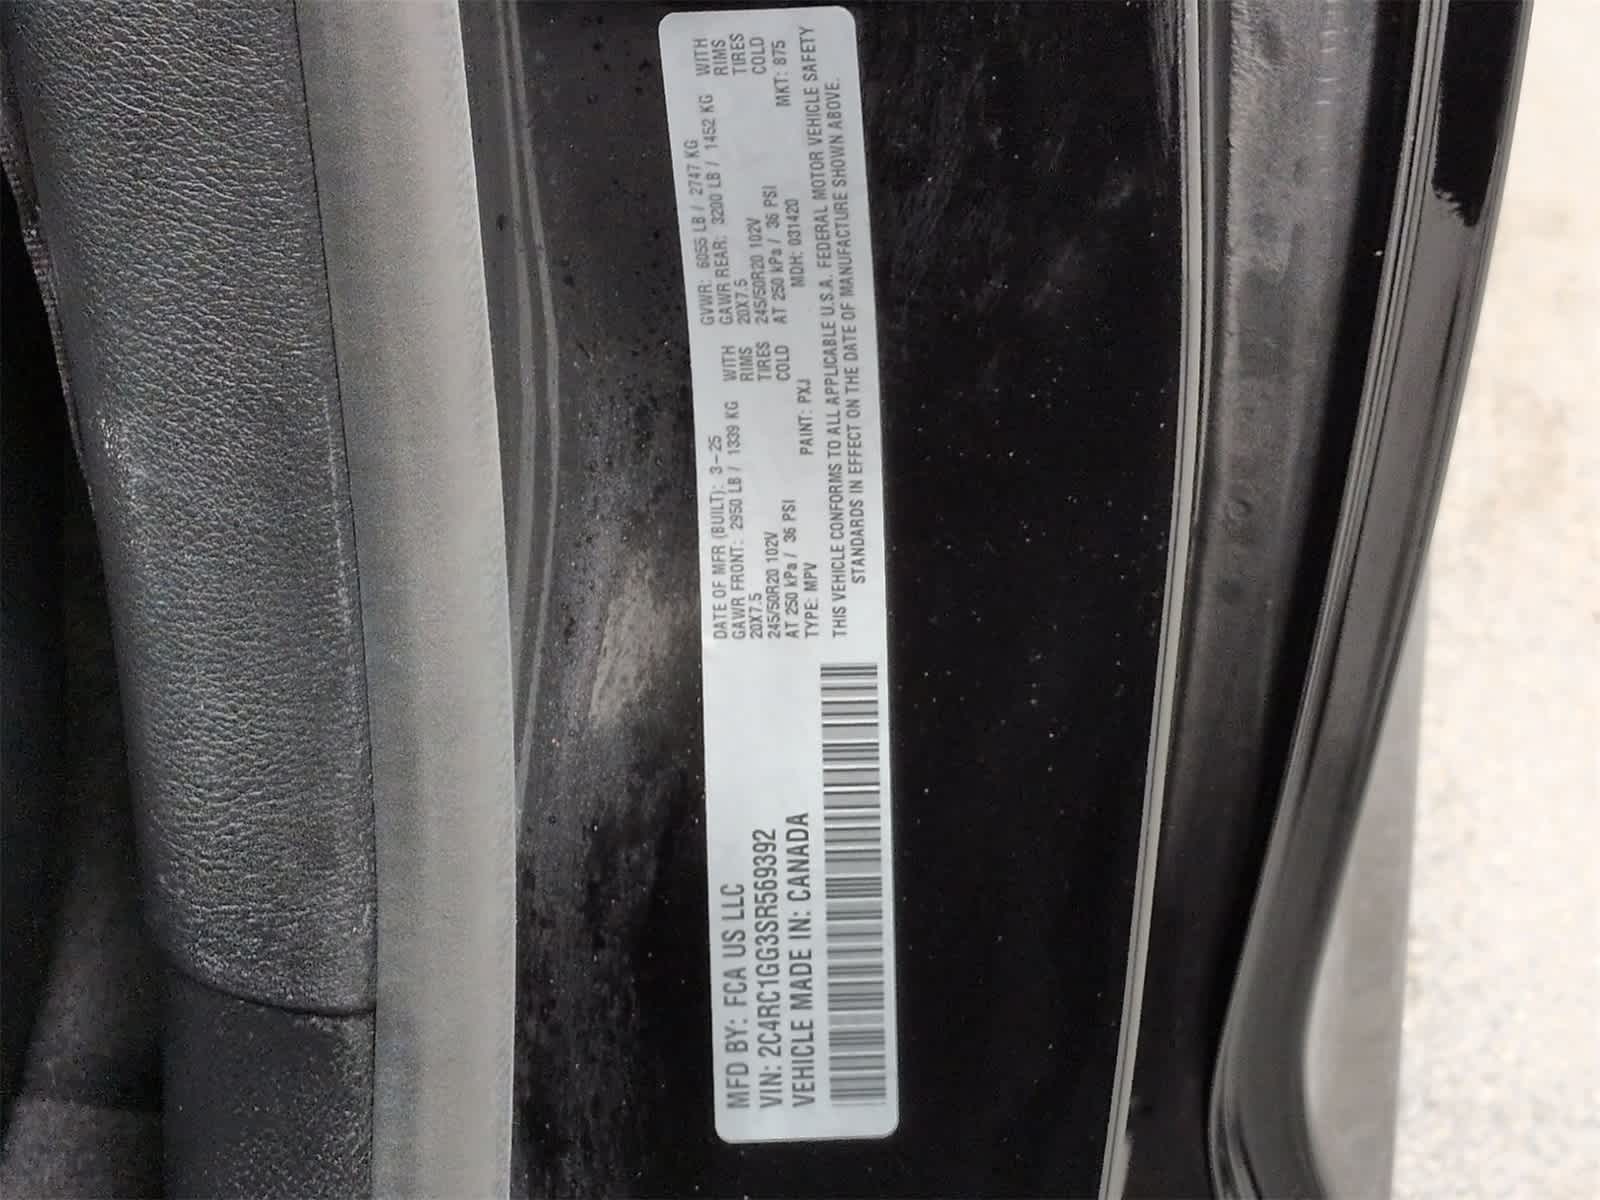 MFD BY: FCA US LLC
VIN: 2C4RC1GG3SR569392
VEHICLE MADE IN: CANADA
DATE OF MFR (BUILT): 3-25 GVWR: 6055 LB / 2747 KG
GAWR FRONT: 2950 LB / 1339 KG WITH GAWR REAR: 3200 LB / 1452 KG WITH
20X7.5 RIMS 20X7.5 RIMS
245/50R20 102V TIRES 245/50R20 102V TIRES
AT 250 kPa / 36 PSI COLD AT 250 kPa / 36 PSI COLD
TYPE: MPV PAINT: PXJ MDH: 031420 MKT: 875
THIS VEHICLE CONFORMS TO ALL APPLICABLE U.S.A. FEDERAL MOTOR VEHICLE SAFETY
STANDARDS IN EFFECT ON THE DATE OF MANUFACTURE SHOWN ABOVE.